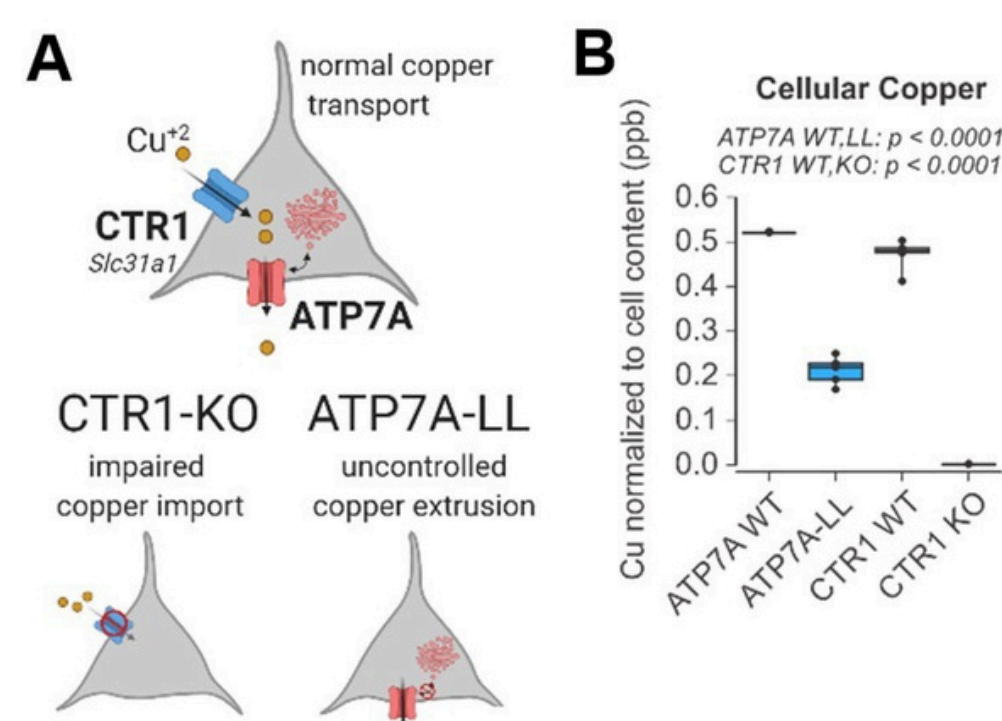 A
normal copper
transport
Cu+2
CTR1
Slc31a1
ATP7A
CTR1-KO
impaired
copper import
ATP7A-LL
uncontrolled
copper extrusion
B
Cellular Copper
ATP7A WT,LL: p < 0.0001
CTR1 WT,KO: p < 0.0001
Cu normalized to cell content (ppb)
0.6
0.5
0.4
0.3
0.2
0.1
0.0
ATP7A WT
ATP7A-LL
CTR1 WT
CTR1 KO